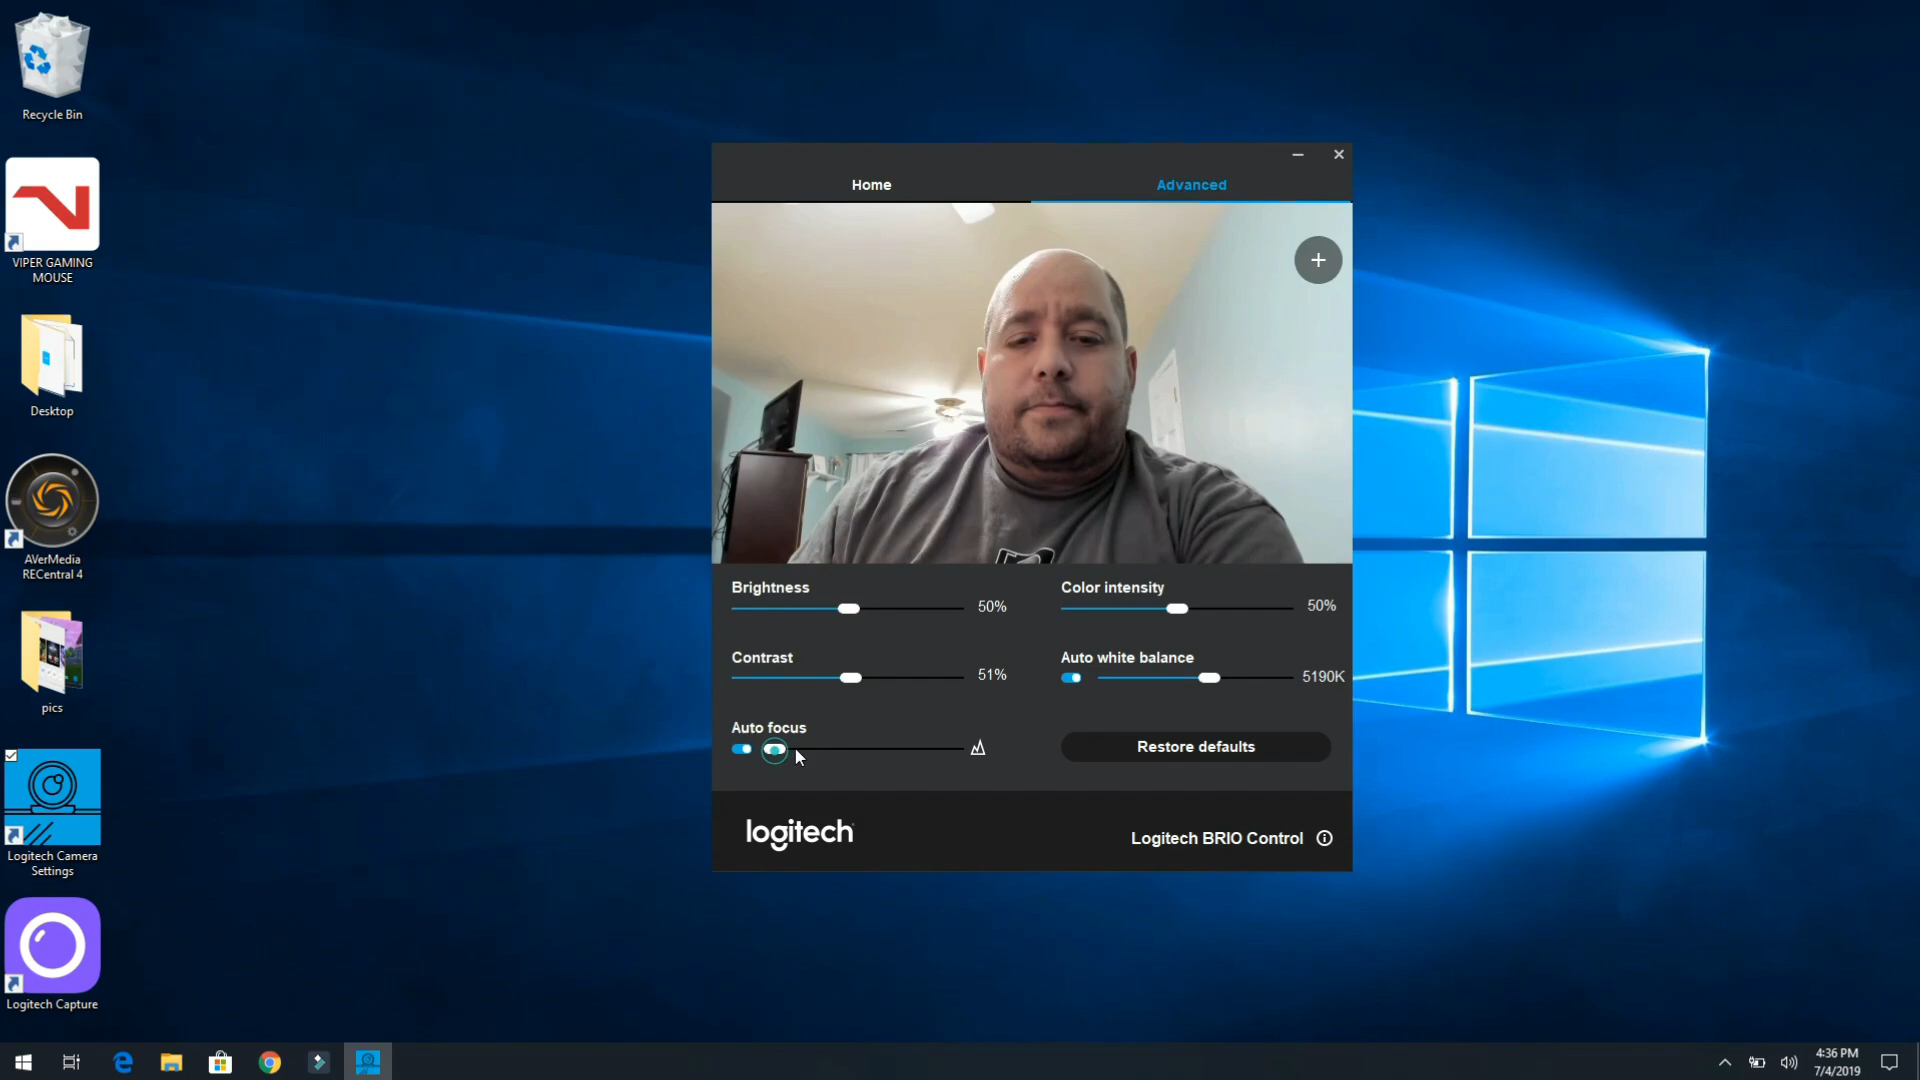 Recycle Bin
VIPER GAMING
MOUSE
Desktop
AVerMedia
RECentral 4
pics
Logitech Camera
Settings
Logitech Capture
Home
Advanced
Brightness
50%
Color intensity
50%
Contrast
51%
Auto white balance
5190K
Auto focus
Restore defaults
logitech
Logitech BRIO Control
4:36 PM
7/4/2019